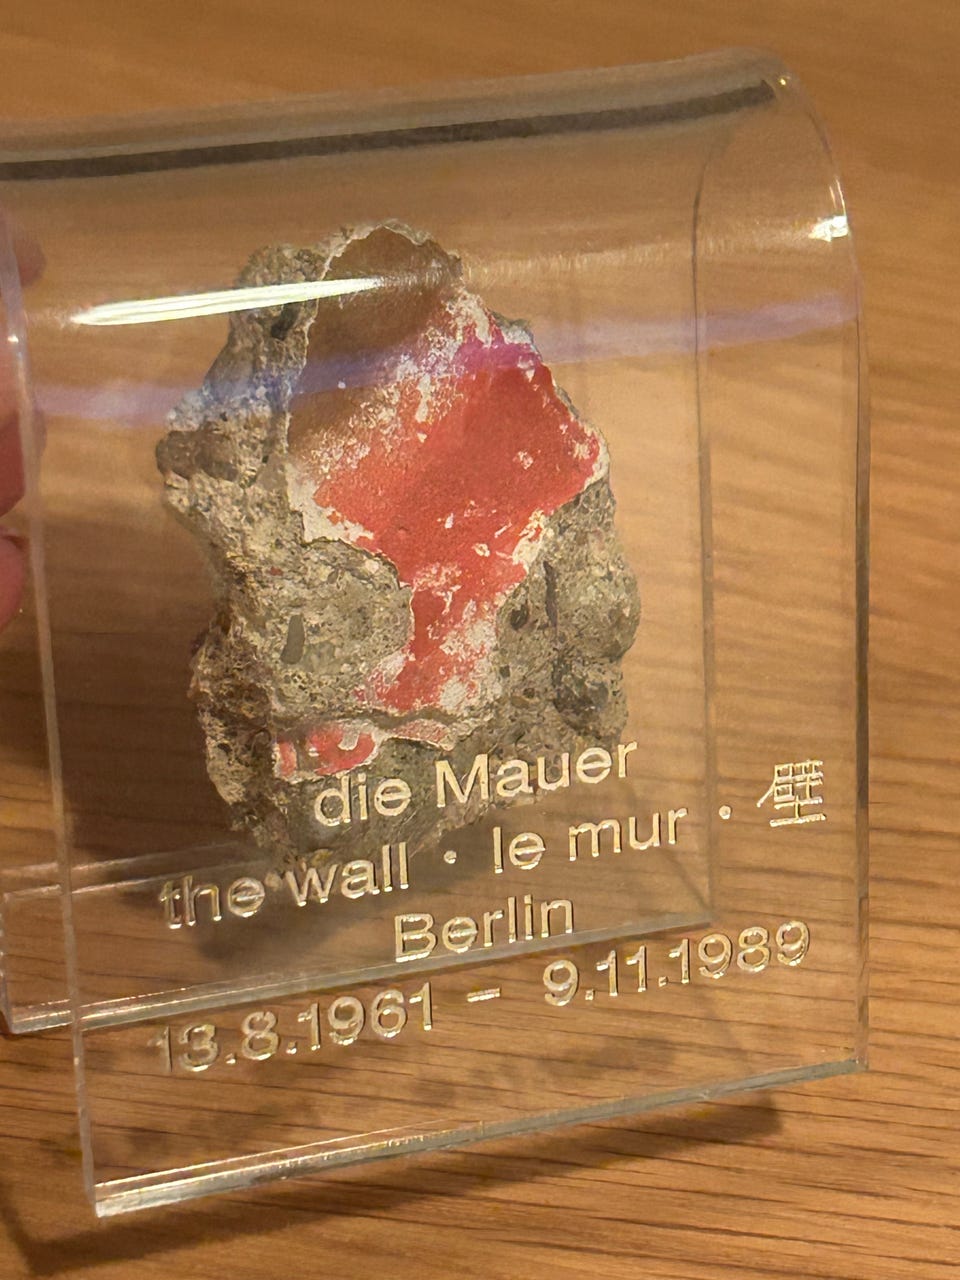 die Mauer
the wall · le mur · 壁
Berlin
13.8.1961 – 9.11.1989